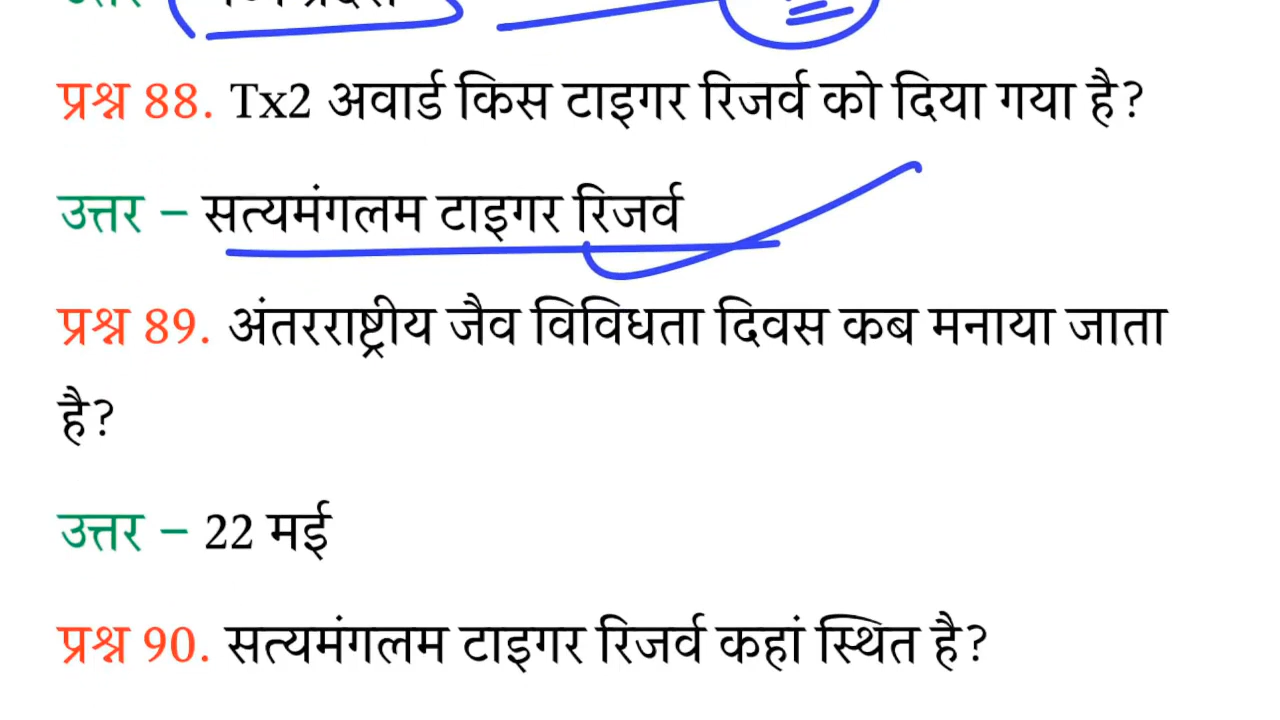 प्रश्न 88. Tx2 अवार्ड किस टाइगर रिजर्व को दिया गया है?
उत्तर – सत्यमंगलम टाइगर रिजर्व
प्रश्न 89. अंतरराष्ट्रीय जैव विविधता दिवस कब मनाया जाता
है?
उत्तर – 22 मई
प्रश्न 90. सत्यमंगलम टाइगर रिजर्व कहां स्थित है?